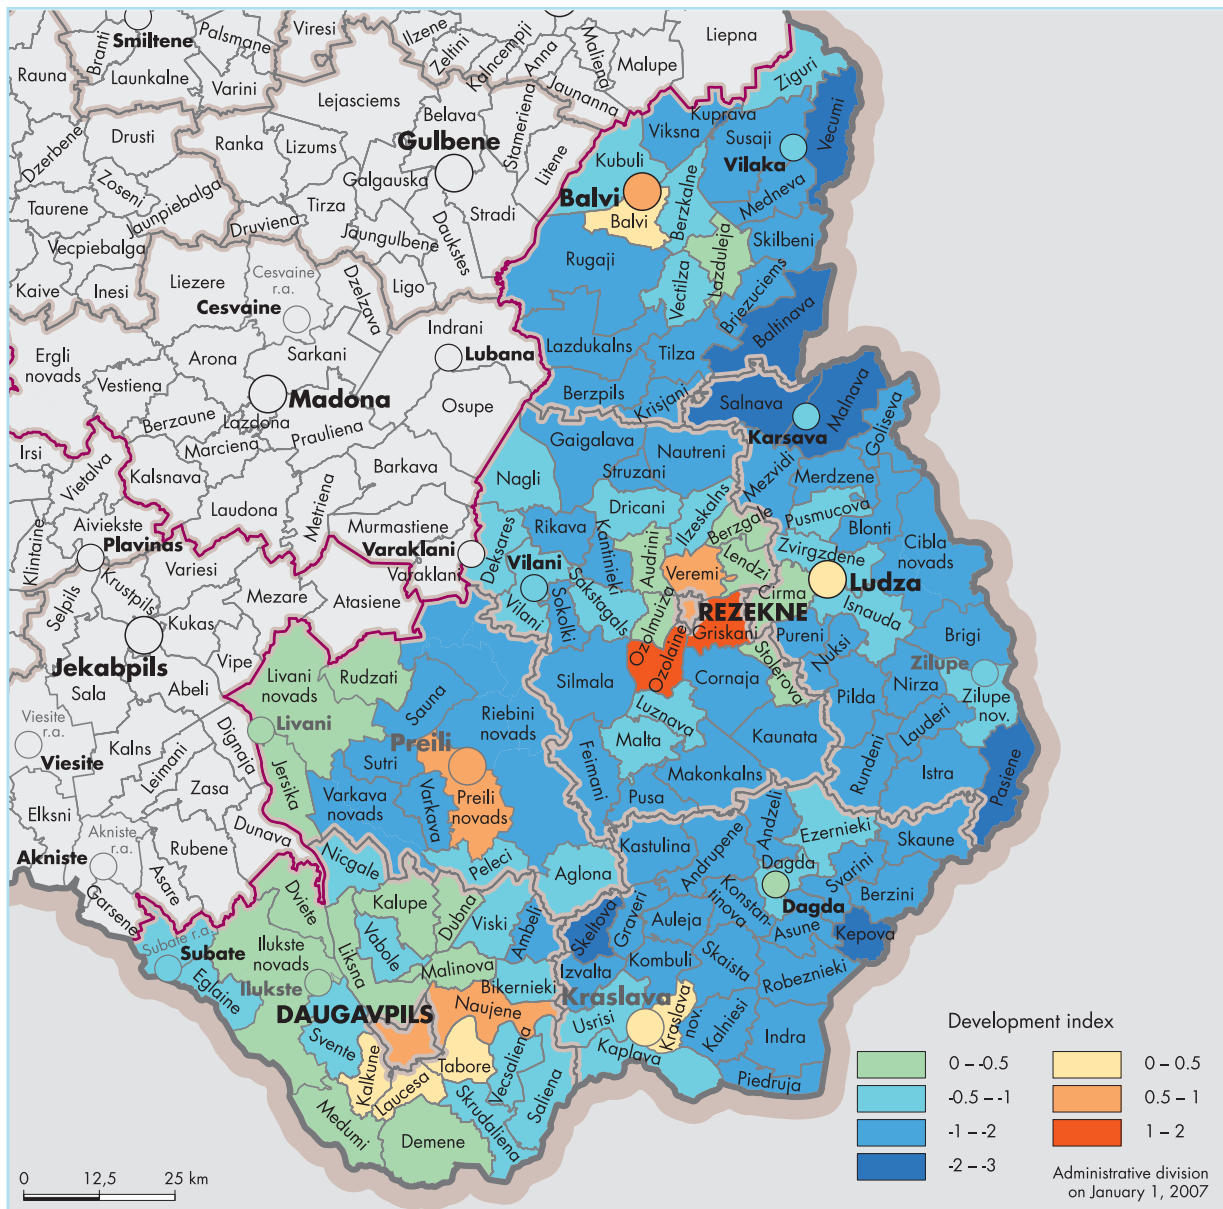 Smiltene
Palsmane
Viresi
Ilzene
Zeltini
Kalncempji
Anna
Maliena
Liepna
Branti
Rauna
Launkalne
Varini
Malupe
Jaunanna
Ziguri
Lejasciems
Belava
Stameriena
Viksna
Kuprava
Susaji
Vecumi
Drusti
Dzerbene
Ranka
Lizums
Gulbene
Litene
Kubuli
Vilaka
Zoseni
Galgauska
Balvi
Berzkalne
Medneva
Taurene
Jaunpiebalga
Tirza
Stradi
Balvi
Druviena
Jaungulbene
Daukstes
Lazduleja
Skilbeni
Vecpiebalga
Rugaji
Vectilza
Briezuciems
Kaive
Inesi
Liezere
Cesvaine
r.a.
Cesvaine
Dzelzava
Ligo
Baltinava
Indrani
Lubana
Lazdukalns
Tilza
Ergli
novads
Arona
Sarkani
Vestiena
Madona
Berzpils
Krisjani
Salnava
Malnava
Berzaune
Lazdona
Osupe
Karsava
Goliseva
Marciena
Prauliena
Gaigalava
Nautreni
Irsi
Vietalva
Kalsnava
Barkava
Struzani
Mezvidi
Merdzene
Nagli
Laudona
Metriena
Dricani
Ilzeskalns
Pusmucova
Klintaine
Aiviekste
Murmastiene
Rikava
Berzgale
Blonti
Plavinas
Varaklani
Deksares
Kantinieki
Audrini
Lendzi
Zvirgzdene
Cibla
novads
Selpils
Krustpils
Variesi
Varaklani
Vilani
Veremi
Cirma
Ludza
Mezare
Atasiene
Vilani
Sokolki
Sakstagals
Ozolmuiza
REZEKNE
Isnauda
Kukas
Griskani
Pureni
Nuksi
Brigi
Jekabpils
Vipe
Livani
novads
Rudzati
Ozolaine
Stolerova
Zilupe
Sala
Abeli
Sauna
Silmala
Cornaja
Pilda
Nirza
Zilupe
nov.
Viesite
r.a.
Viesite
Dignaja
Livani
Riebini
novads
Luznava
Lauderi
Kalns
Leimani
Preili
Malta
Kaunata
Rundeni
Jersika
Sutri
Feimani
Makonkalns
Istra
Pasiene
Zasa
Varkava
novads
Varkava
Preili
novads
Pusa
Elksni
Akniste
r.a.
Dunava
Kastulina
Andrupene
Andzeli
Ezernieki
Skaune
Akniste
Rubene
Nicgale
Peleci
Dagda
Svarini
Asare
Aglona
Konstan-
tinova
Dagda
Berzini
Garsene
Dviete
Kalupe
Dubna
Viski
Ambeli
Skeltova
Graveri
Auleja
Asune
Kepova
Subate r.a.
Subate
Ilukste
novads
Liksna
Vabole
Skaista
Eglaine
Ilukste
Malinova
Izvalta
Kombuli
Robeznieki
Bikernieki
Kraslava
DAUGAVPILS
Naujene
Usrisi
Kraslava
nov.
Kalniesi
Indra
Svente
Kalkune
Tabore
Vecsaliena
Kaplava
Laucesa
Skrudaliena
Saliena
Piedruja
Medumi
Demene
Development index
0 – -0.5
0 – 0.5
-0.5 – -1
0.5 – 1
-1 – -2
1 – 2
-2 – -3
Administrative division
on January 1, 2007
0
12,5
25 km